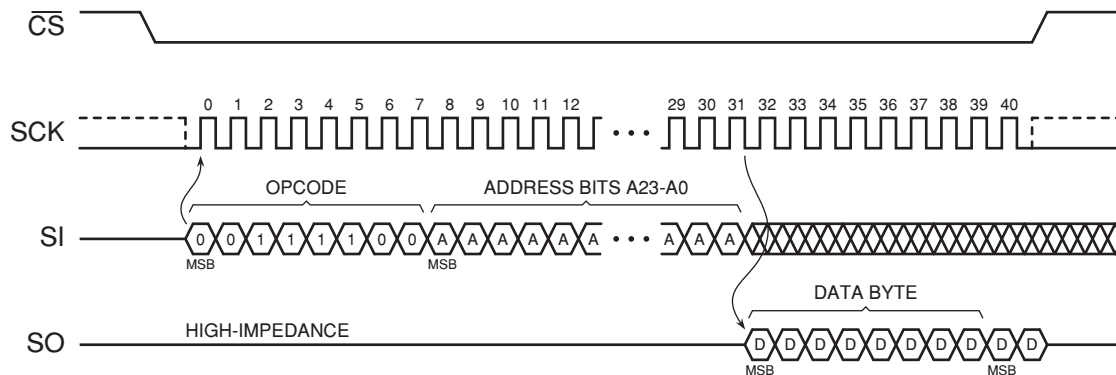 CS
0 1 2 3 4 5 6 7 8 9 10 11 12 29 30 31 32 33 34 35 36 37 38 39 40
SCK
OPCODE ADDRESS BITS A23-A0
SI 0 0 1 1 1 1 0 0 A A A A A A A A A
MSB MSB
DATA BYTE
HIGH-IMPEDANCE
SO D D D D D D D D D D
MSB MSB